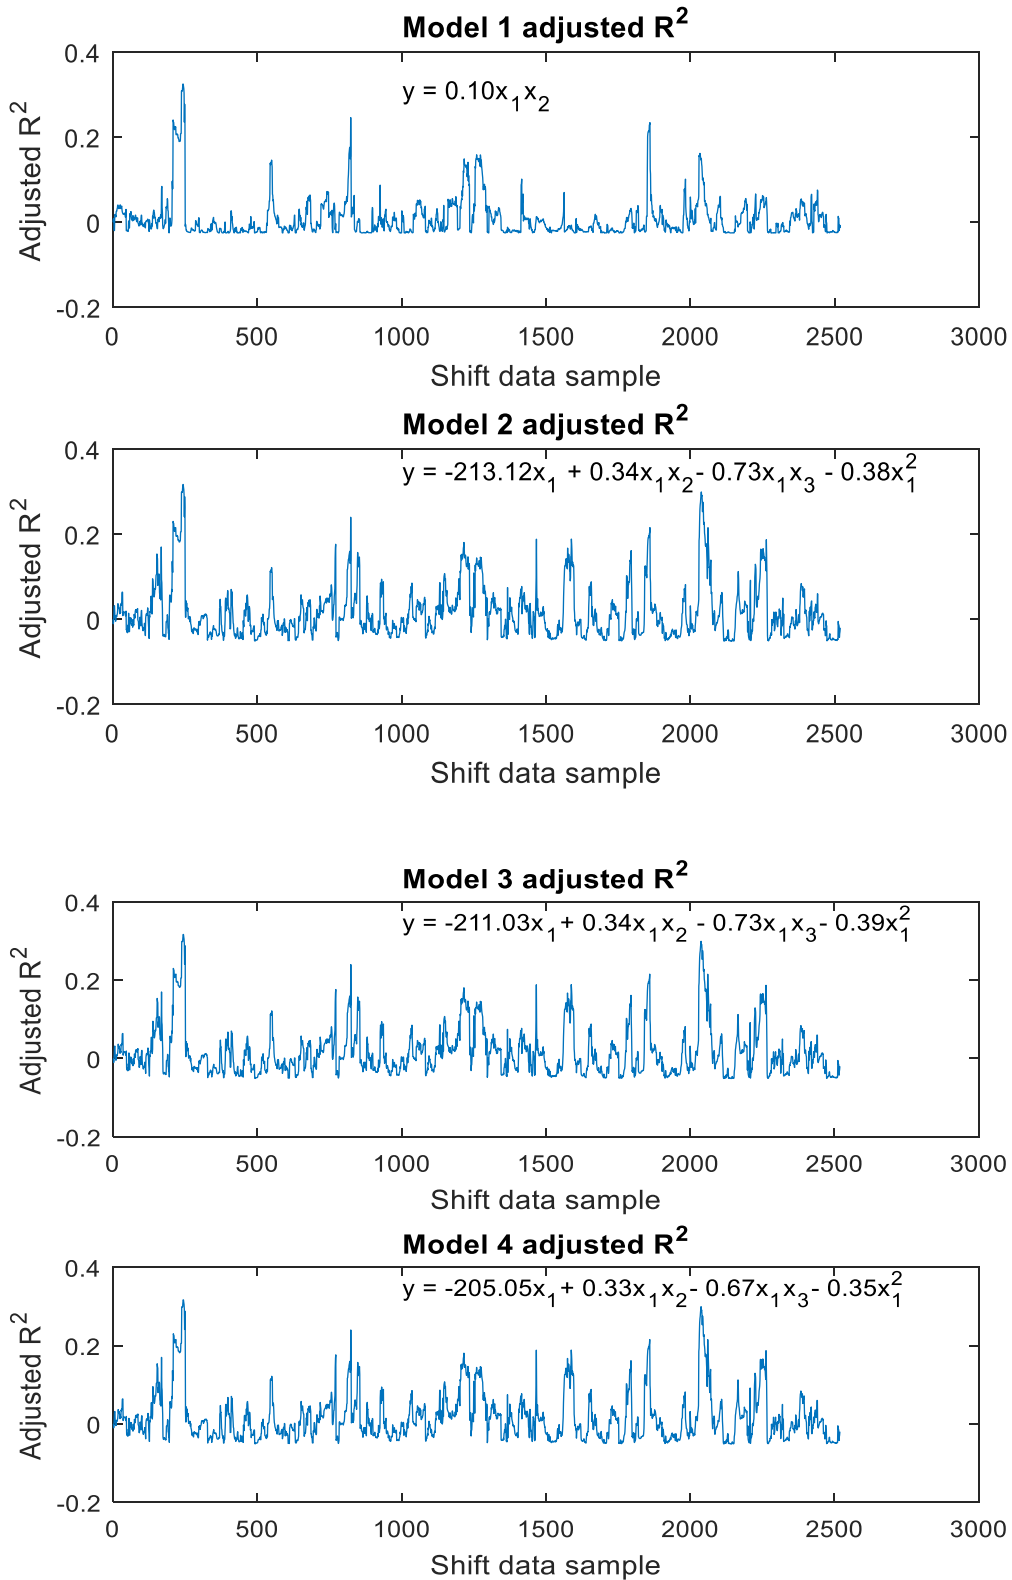 Model 1 adjusted R²
y = 0.10x₁x₂
Adjusted R²
0.4
0.2
0
-0.2
0 500 1000 1500 2000 2500 3000
Shift data sample
Model 2 adjusted R²
y = -213.12x₁ + 0.34x₁x₂- 0.73x₁x₃ - 0.38x₁²
Adjusted R²
0.4
0.2
0
-0.2
0 500 1000 1500 2000 2500 3000
Shift data sample
Model 3 adjusted R²
y = -211.03x₁+ 0.34x₁x₂ - 0.73x₁x₃- 0.39x₁²
Adjusted R²
0.4
0.2
0
-0.2
0 500 1000 1500 2000 2500 3000
Shift data sample
Model 4 adjusted R²
y = -205.05x₁+ 0.33x₁x₂- 0.67x₁x₃- 0.35x₁²
Adjusted R²
0.4
0.2
0
-0.2
0 500 1000 1500 2000 2500 3000
Shift data sample